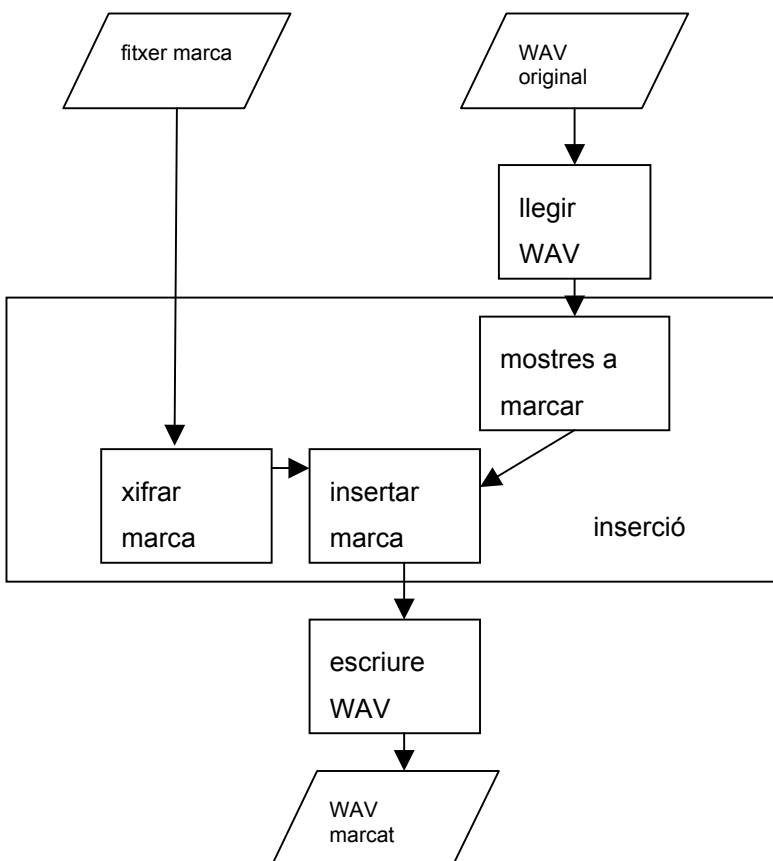 fitxer marca
WAV
original
llegir
WAV
mostres a
marcar
xifrar
marca
insertar
marca
inserció
escriure
WAV
WAV
marcat